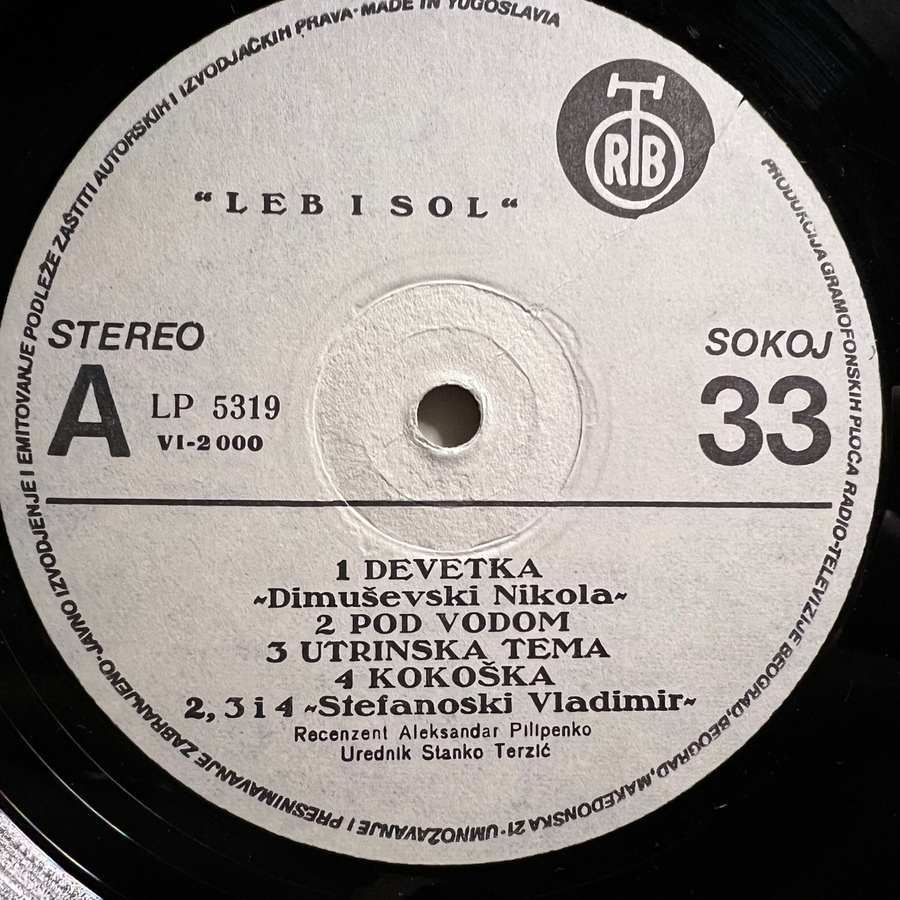 PRODUKCIJA GRAMOFONSKIH PLOČA RADIO-TELEVIZIJE BEOGRAD, BEOGRAD, MAKEDONSKA 21 · UMNOŽAVANJE I PRESNIMAVANJE ZABRANJENO · JAVNO IZVODJENJE I EMITOVANJE PODLEŽE ZAŠTITI AUTORSKIH I IZVODJAČKIH PRAVA · MADE IN YUGOSLAVIA
RTB
"LEB I SOL"
STEREO
SOKOJ
A
LP 5319
33
VI-2000
1 DEVETKA
~Dimuševski Nikola~
2 POD VODOM
3 UTRINSKA TEMA
4 KOKOŠKA
2, 3 i 4 ~Stefanoski Vladimir~
Recenzent Aleksandar Pilipenko
Urednik Stanko Terzić